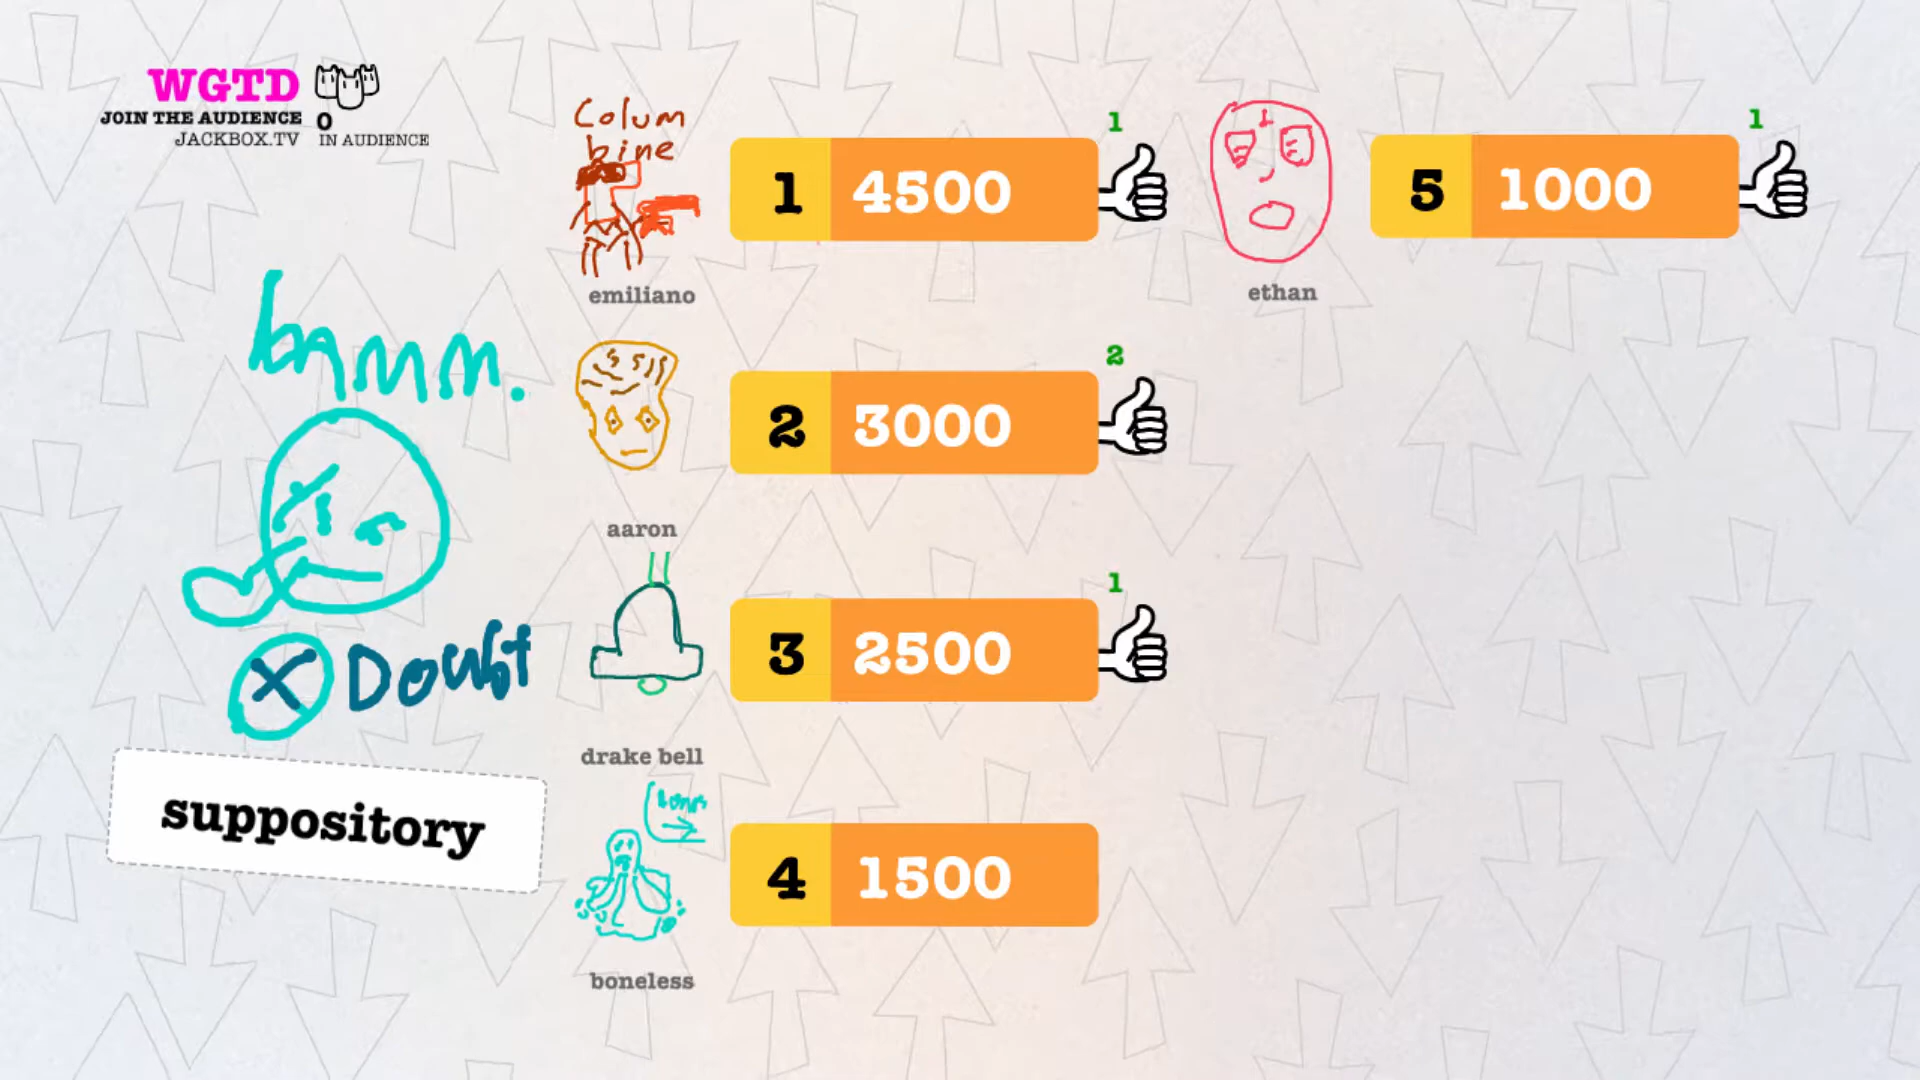 WGTD
JOIN THE AUDIENCE
JACKBOX.TV
0
IN AUDIENCE
hmmm.
X Doubt
suppository
Colum
bine
1 4500
1
emiliano
2 3000
2
aaron
3 2500
1
drake bell
4 1500
boneless
5 1000
1
ethan